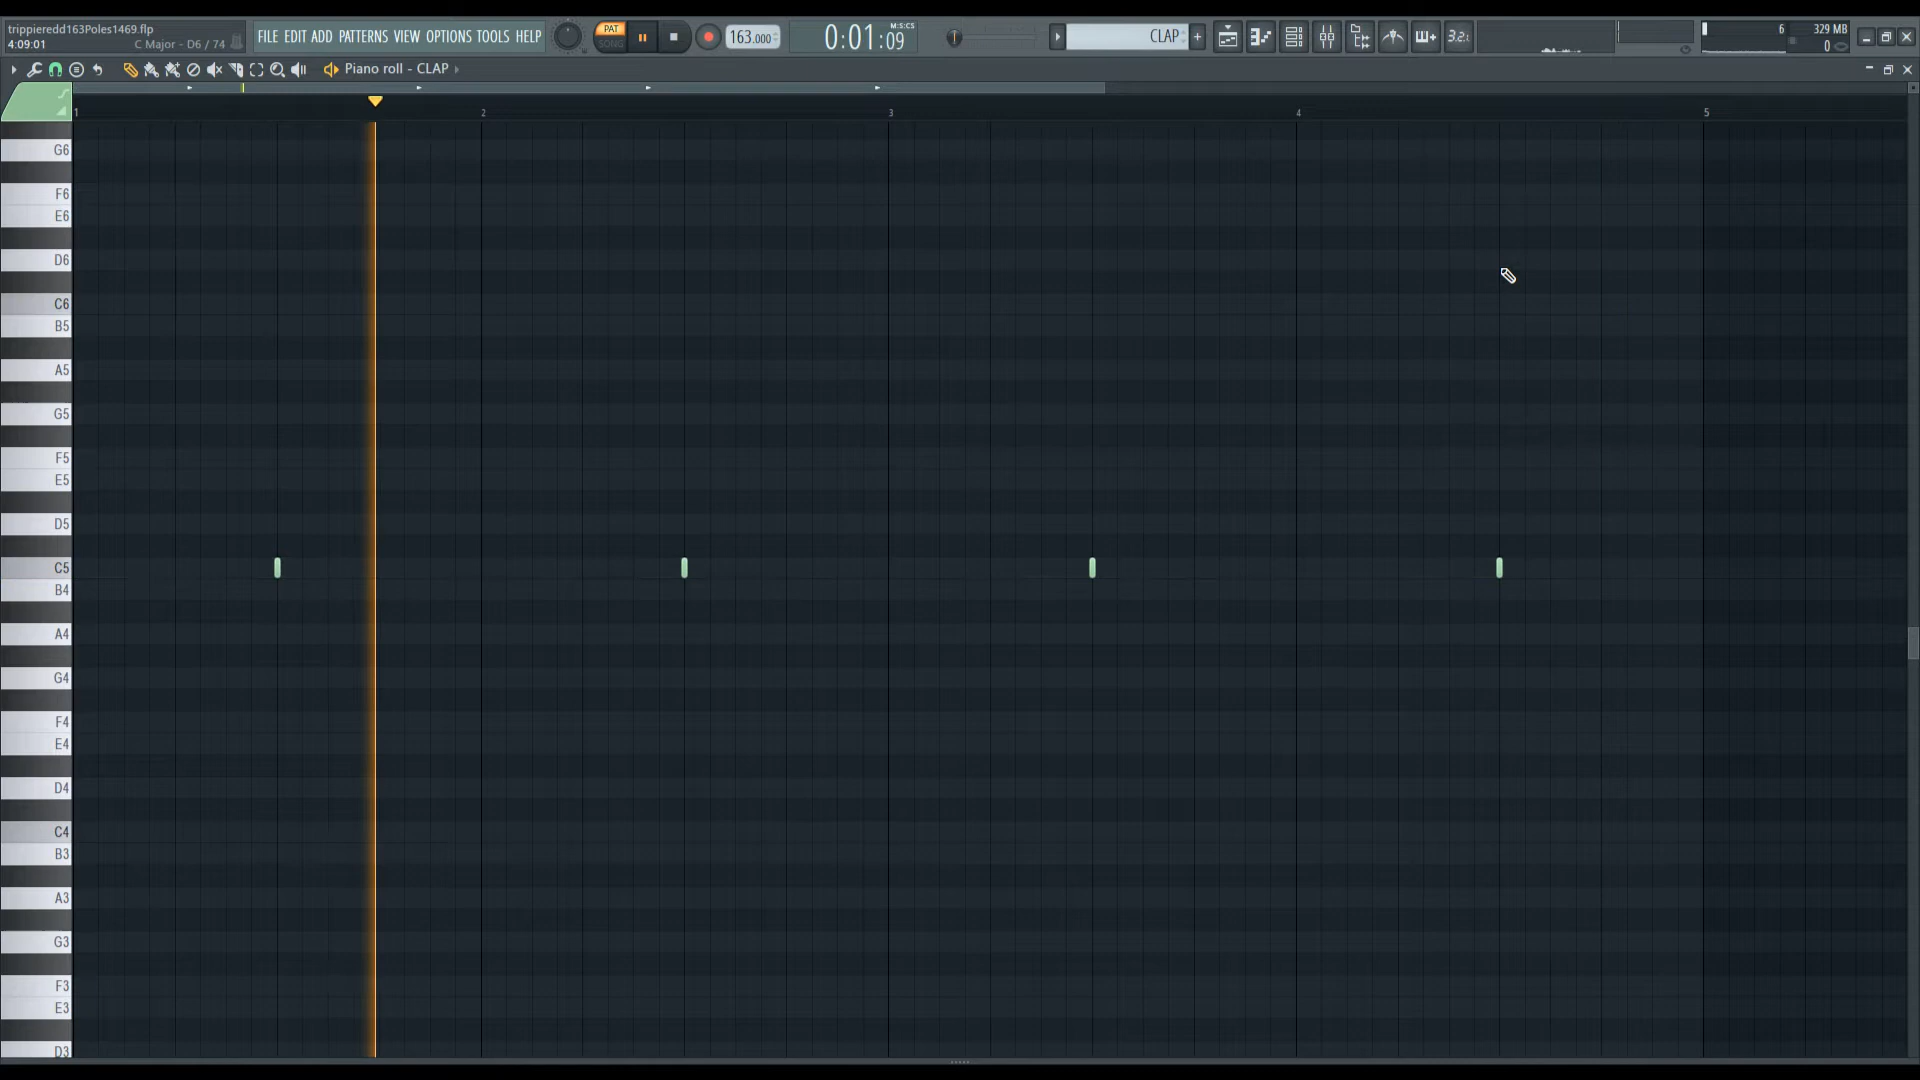 trippieredd163Poles1469.flp
4:09:01
C Major - D6 / 74
FILE EDIT ADD PATTERNS VIEW OPTIONS TOOLS HELP
PAT
SONG
163.000
0:01:09
M:S:CS
CLAP
3.2:
6
329 MB
0
Piano roll - CLAP
1
2
3
4
5
G6
F6
E6
D6
C6
B5
A5
G5
F5
E5
D5
C5
B4
A4
G4
F4
E4
D4
C4
B3
A3
G3
F3
E3
D3